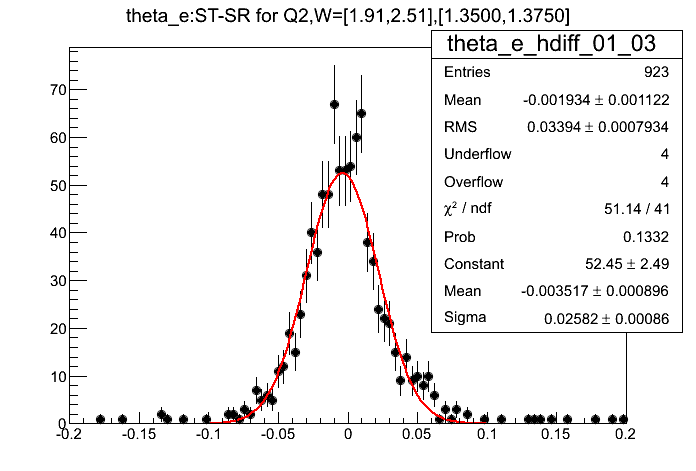 theta_e:ST-SR for Q2,W=[1.91,2.51],[1.3500,1.3750]
theta_e_hdiff_01_03
Entries 923
Mean -0.001934 ± 0.001122
RMS 0.03394 ± 0.0007934
Underflow 4
Overflow 4
χ² / ndf 51.14 / 41
Prob 0.1332
Constant 52.45 ± 2.49
Mean -0.003517 ± 0.000896
Sigma 0.02582 ± 0.00086
70
60
50
40
30
20
10
0
-0.2 -0.15 -0.1 -0.05 0 0.05 0.1 0.15 0.2